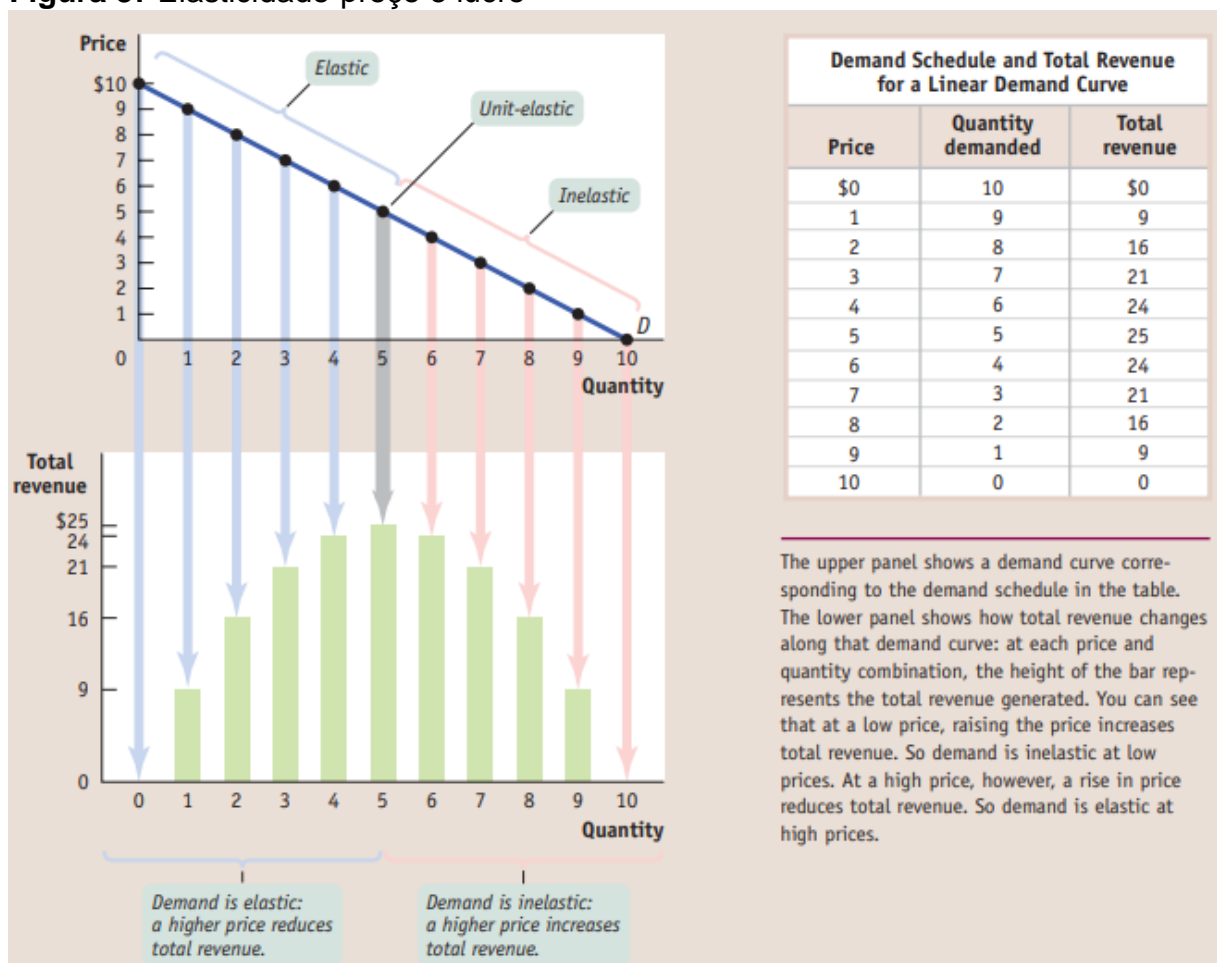 Figura 3: Elasticidade-preço e lucro
Price
$10
9
8
7
6
5
4
3
2
1
0 1 2 3 4 5 6 7 8 9 10
Quantity
Elastic
Unit-elastic
Inelastic
D
Total
revenue
$25
24
21
16
9
0
0 1 2 3 4 5 6 7 8 9 10
Quantity
Demand is elastic:
a higher price reduces
total revenue.
Demand is inelastic:
a higher price increases
total revenue.
Demand Schedule and Total Revenue
for a Linear Demand Curve
Price Quantity demanded Total revenue
$0 10 $0
1 9 9
2 8 16
3 7 21
4 6 24
5 5 25
6 4 24
7 3 21
8 2 16
9 1 9
10 0 0
The upper panel shows a demand curve corre-
sponding to the demand schedule in the table.
The lower panel shows how total revenue changes
along that demand curve: at each price and
quantity combination, the height of the bar rep-
resents the total revenue generated. You can see
that at a low price, raising the price increases
total revenue. So demand is inelastic at low
prices. At a high price, however, a rise in price
reduces total revenue. So demand is elastic at
high prices.